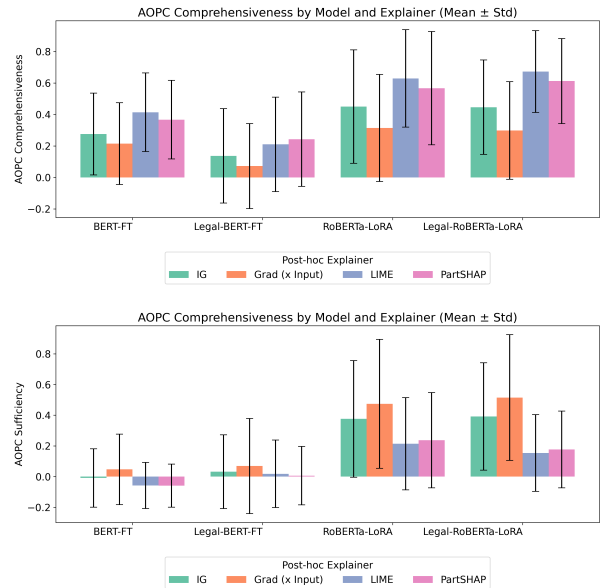 AOPC Comprehensiveness by Model and Explainer (Mean ± Std)
AOPC Comprehensiveness
0.8
0.6
0.4
0.2
0.0
−0.2
BERT-FT Legal-BERT-FT RoBERTa-LoRA Legal-RoBERTa-LoRA
Post-hoc Explainer
IG Grad (x Input) LIME PartSHAP
AOPC Comprehensiveness by Model and Explainer (Mean ± Std)
AOPC Sufficiency
0.8
0.6
0.4
0.2
0.0
−0.2
BERT-FT Legal-BERT-FT RoBERTa-LoRA Legal-RoBERTa-LoRA
Post-hoc Explainer
IG Grad (x Input) LIME PartSHAP